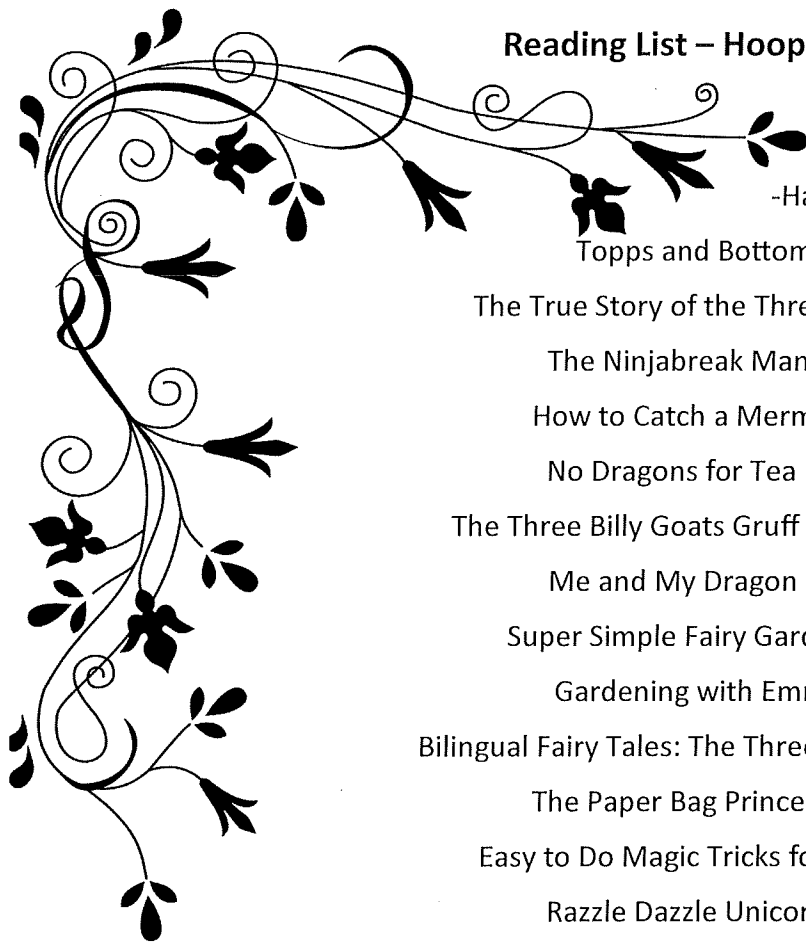 Reading List – Hoop
-Ha
Topps and Bottom
The True Story of the Thre
The Ninjabreak Man
How to Catch a Merm
No Dragons for Tea
The Three Billy Goats Gruff
Me and My Dragon
Super Simple Fairy Gard
Gardening with Emm
Bilingual Fairy Tales: The Three
The Paper Bag Prince
Easy to Do Magic Tricks fo
Razzle Dazzle Unicor